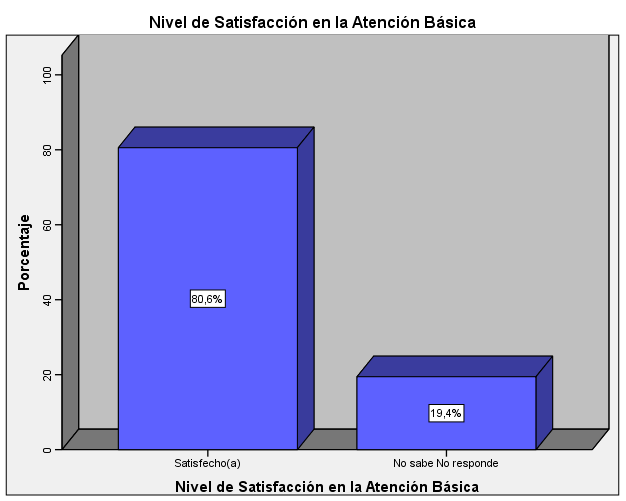 Nivel de Satisfacción en la Atención Básica
Porcentaje
100
80
60
40
20
0
80,6%
19,4%
Satisfecho(a)
No sabe No responde
Nivel de Satisfacción en la Atención Básica